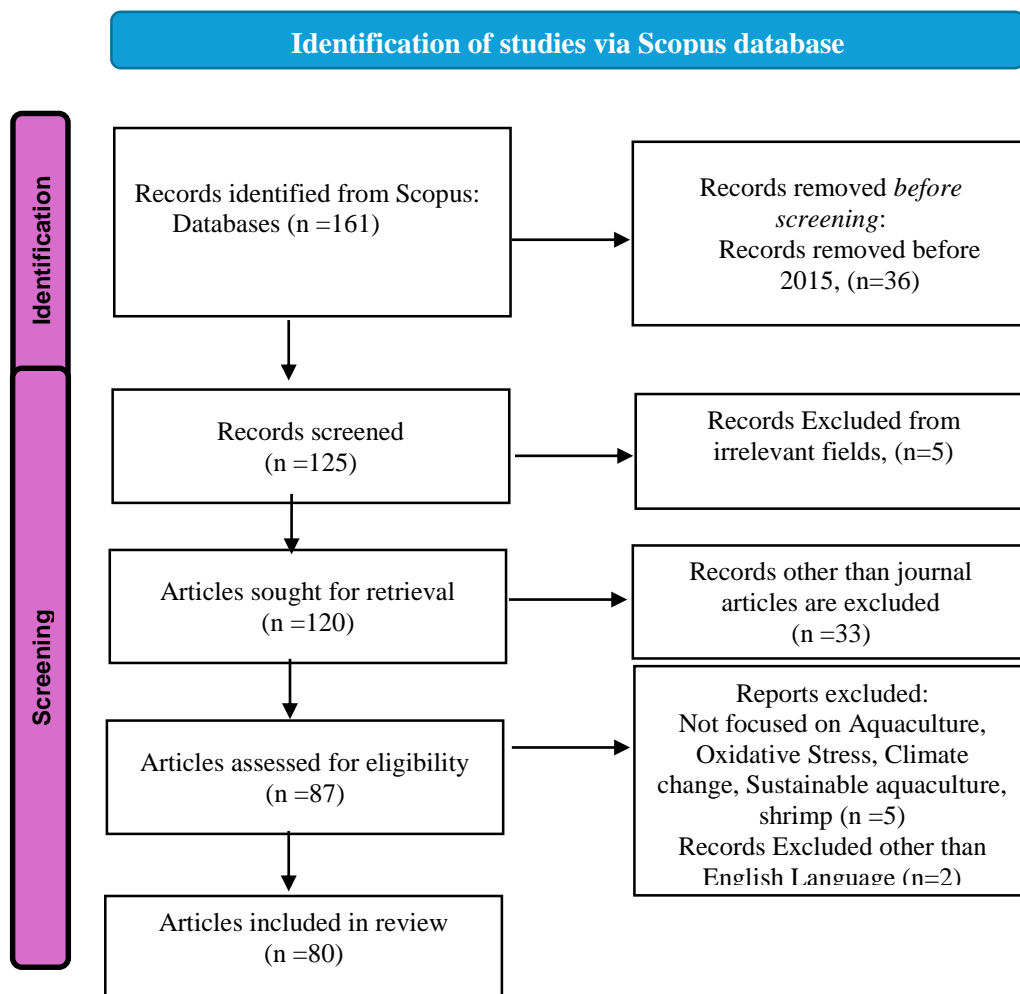 Identification of studies via Scopus database
Identification
Records identified from Scopus:
Databases (n =161)
Records removed before
screening:
Records removed before
2015, (n=36)
Screening
Records screened
(n =125)
Records Excluded from
irrelevant fields, (n=5)
Articles sought for retrieval
(n =120)
Records other than journal
articles are excluded
(n =33)
Articles assessed for eligibility
(n =87)
Reports excluded:
Not focused on Aquaculture,
Oxidative Stress, Climate
change, Sustainable aquaculture,
shrimp (n =5)
Records Excluded other than
English Language (n=2)
Articles included in review
(n =80)